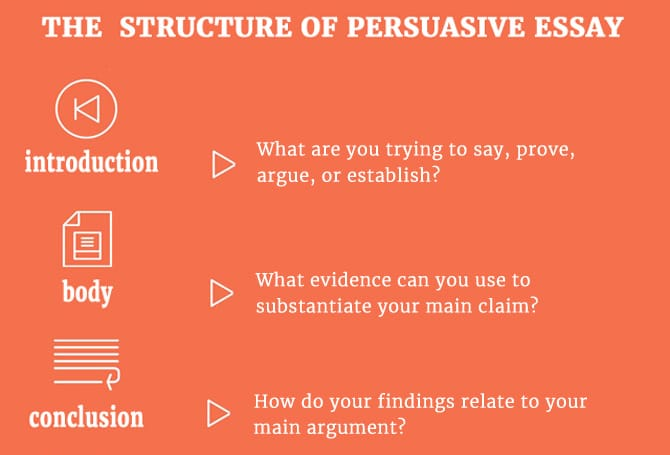 THE STRUCTURE OF PERSUASIVE ESSAY
introduction
What are you trying to say, prove,
argue, or establish?
body
What evidence can you use to
substantiate your main claim?
conclusion
How do your findings relate to your
main argument?